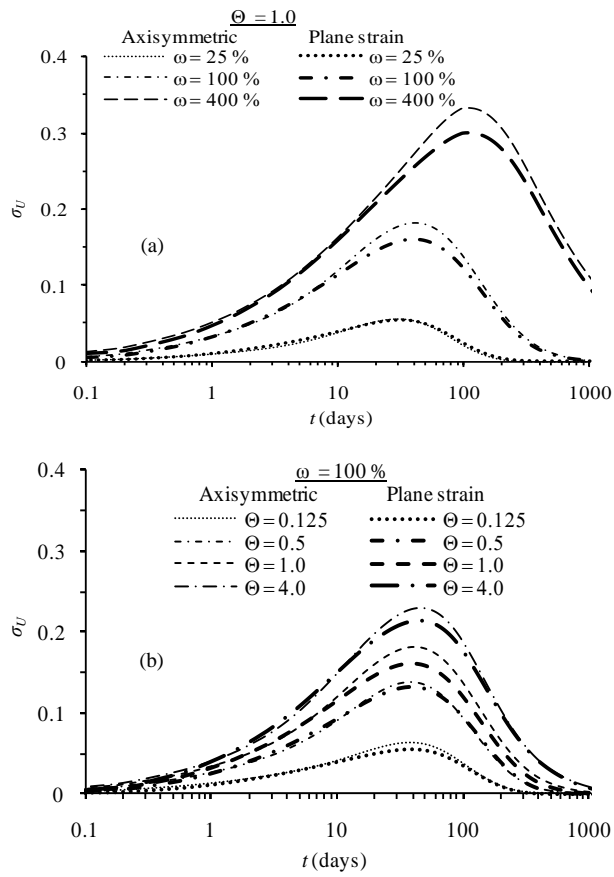 Θ = 1.0
Axisymmetric Plane strain
ω = 25 % ω = 25 %
ω = 100 % ω = 100 %
ω = 400 % ω = 400 %
0.4
0.3
0.2
0.1
0
σU
(a)
0.1 1 10 100 1000
t (days)
ω = 100 %
Axisymmetric Plane strain
Θ = 0.125 Θ = 0.125
Θ = 0.5 Θ = 0.5
Θ = 1.0 Θ = 1.0
Θ = 4.0 Θ = 4.0
0.4
0.3
0.2
0.1
0
σU
(b)
0.1 1 10 100 1000
t (days)